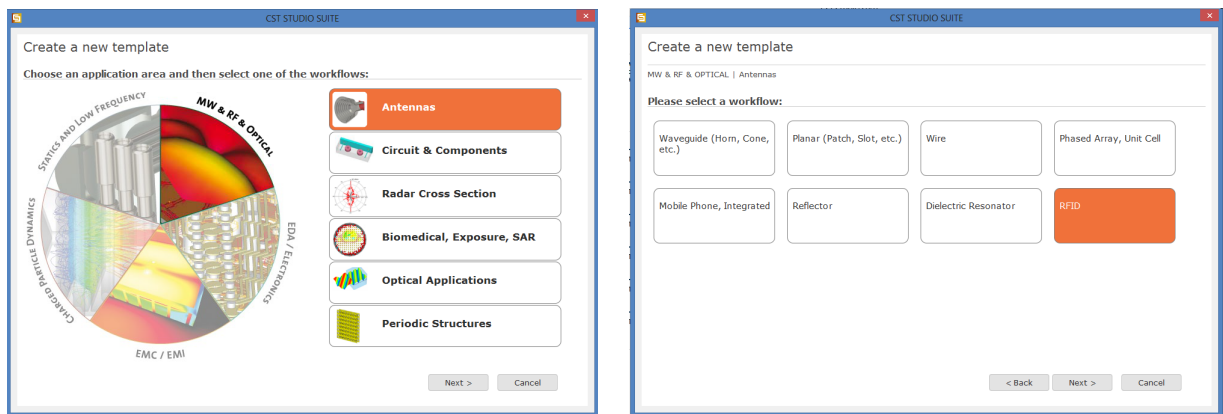 CST STUDIO SUITE
Create a new template
Choose an application area and then select one of the workflows:
STATICS AND LOW FREQUENCY
MW & RF & OPTICAL
EDA / ELECTRONICS
EMC / EMI
CHARGED PARTICLE DYNAMICS
Antennas
Circuit & Components
Radar Cross Section
Biomedical, Exposure, SAR
Optical Applications
Periodic Structures
Next >
Cancel
CST STUDIO SUITE
Create a new template
MW & RF & OPTICAL | Antennas
Please select a workflow:
Waveguide (Horn, Cone,
etc.)
Planar (Patch, Slot, etc.)
Wire
Phased Array, Unit Cell
Mobile Phone, Integrated
Reflector
Dielectric Resonator
RFID
< Back
Next >
Cancel